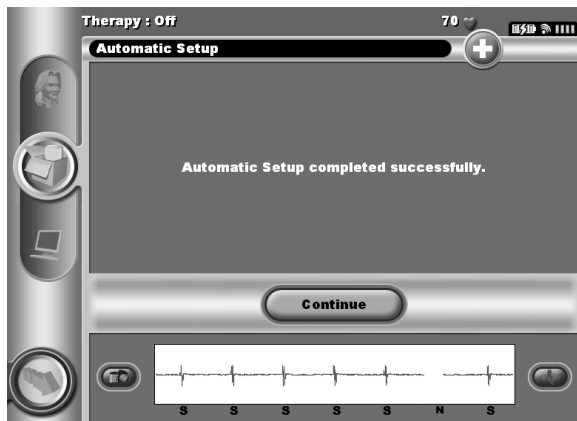 Therapy : Off
70
Automatic Setup
Automatic Setup completed successfully.
Continue
S S S S S N S